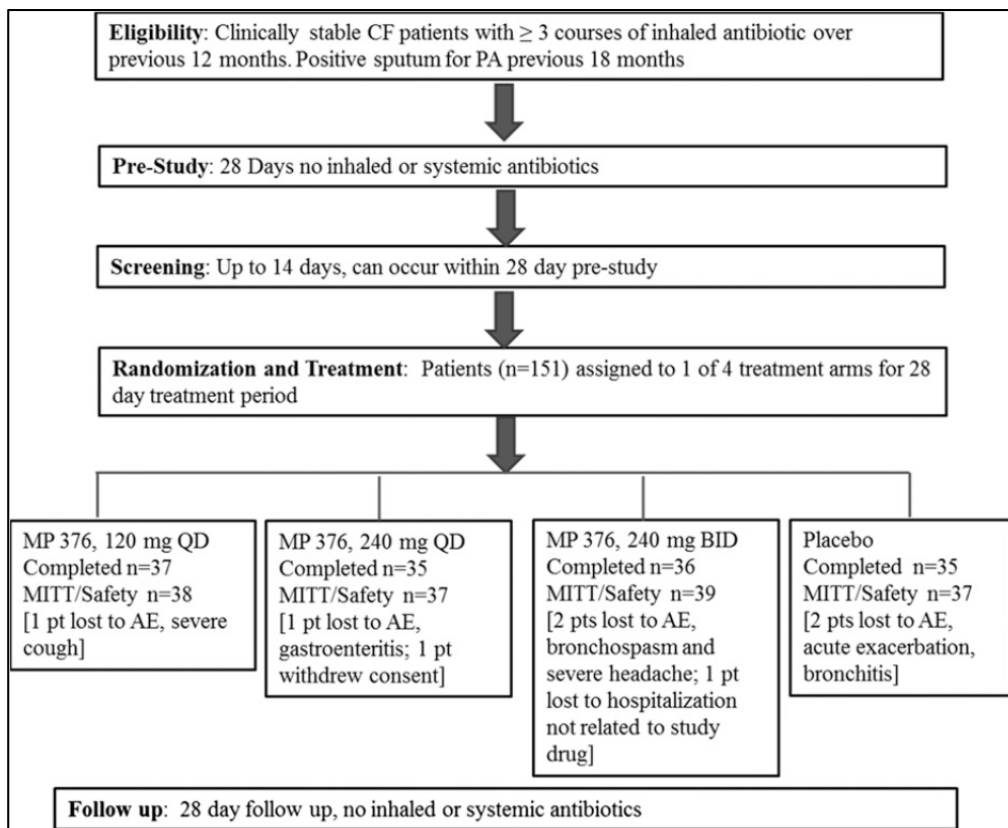 Eligibility: Clinically stable CF patients with ≥ 3 courses of inhaled antibiotic over
previous 12 months. Positive sputum for PA previous 18 months
Pre-Study: 28 Days no inhaled or systemic antibiotics
Screening: Up to 14 days, can occur within 28 day pre-study
Randomization and Treatment: Patients (n=151) assigned to 1 of 4 treatment arms for 28
day treatment period
MP 376, 120 mg QD
Completed n=37
MITT/Safety n=38
[1 pt lost to AE, severe
cough]
MP 376, 240 mg QD
Completed n=35
MITT/Safety n=37
[1 pt lost to AE,
gastroenteritis; 1 pt
withdrew consent]
MP 376, 240 mg BID
Completed n=36
MITT/Safety n=39
[2 pts lost to AE,
bronchospasm and
severe headache; 1 pt
lost to hospitalization
not related to study
drug]
Placebo
Completed n=35
MITT/Safety n=37
[2 pts lost to AE,
acute exacerbation,
bronchitis]
Follow up: 28 day follow up, no inhaled or systemic antibiotics